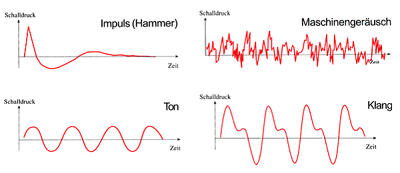 Schalldruck
Impuls (Hammer)
Zeit
Schalldruck
Maschinengeräusch
Zeit
Schalldruck
Ton
Zeit
Schalldruck
Klang
Zeit